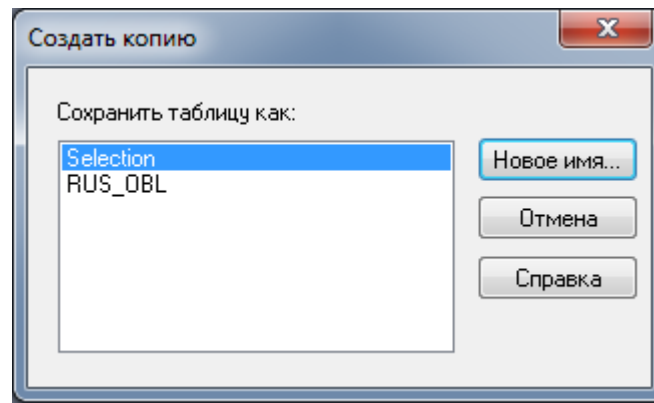 Создать копию
Сохранить таблицу как:
Selection
RUS_OBL
Новое имя...
Отмена
Справка